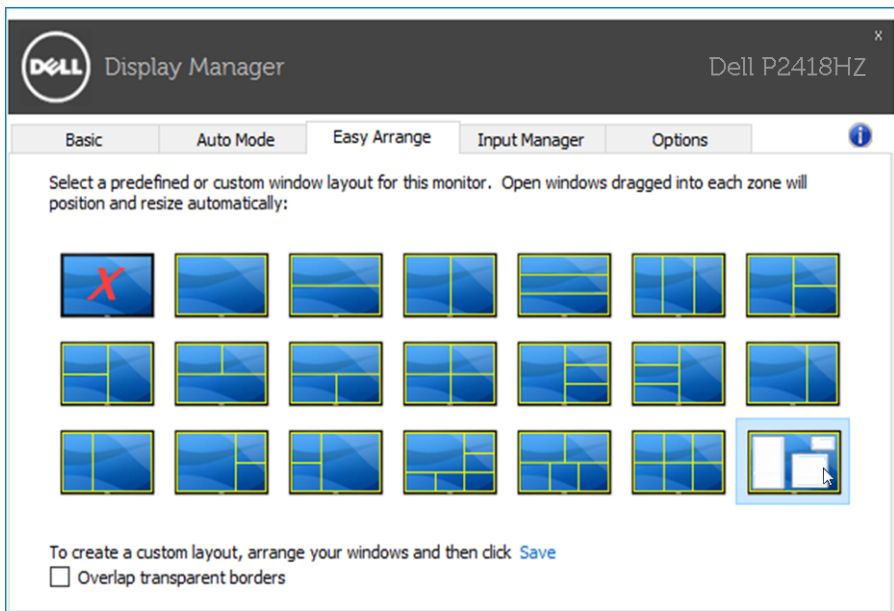 DELL Display Manager
x
Dell P2418HZ
Basic Auto Mode Easy Arrange Input Manager Options i
Select a predefined or custom window layout for this monitor. Open windows dragged into each zone will
position and resize automatically:
X
To create a custom layout, arrange your windows and then click Save
Overlap transparent borders